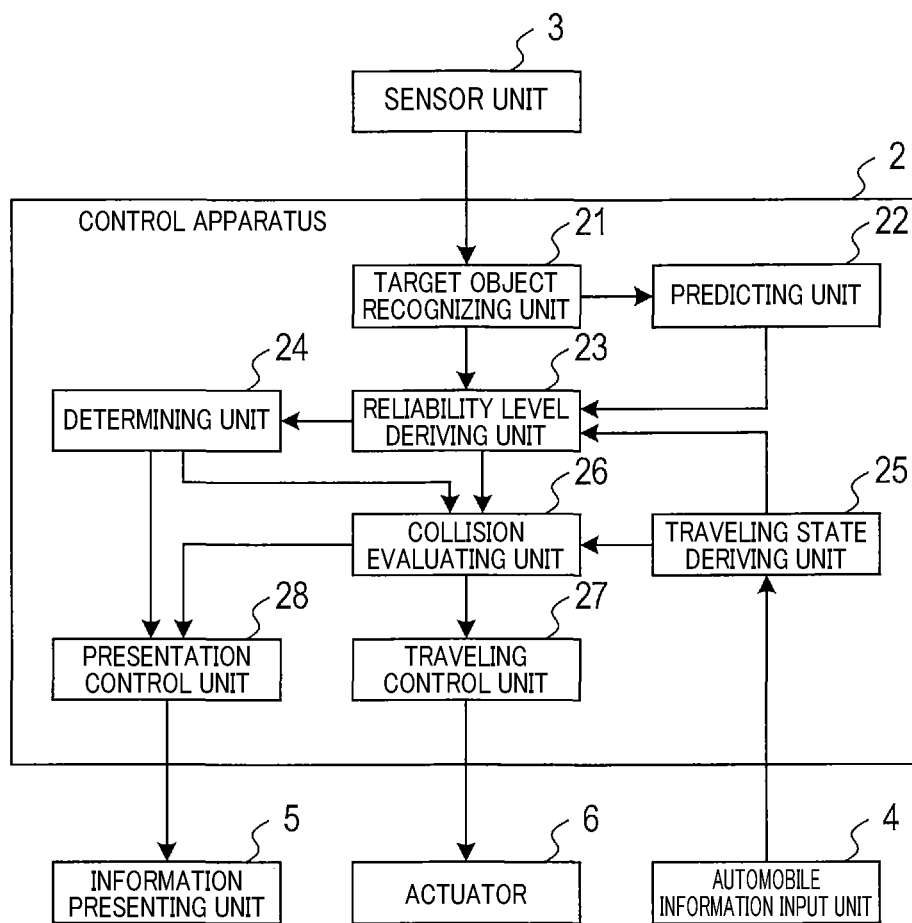 3
SENSOR UNIT
2
CONTROL APPARATUS
21
22
TARGET OBJECT
RECOGNIZING UNIT
PREDICTING UNIT
24
23
DETERMINING UNIT
RELIABILITY LEVEL
DERIVING UNIT
26
25
COLLISION
EVALUATING UNIT
TRAVELING STATE
DERIVING UNIT
28
27
PRESENTATION
CONTROL UNIT
TRAVELING
CONTROL UNIT
5
6
4
INFORMATION
PRESENTING UNIT
ACTUATOR
AUTOMOBILE
INFORMATION INPUT UNIT